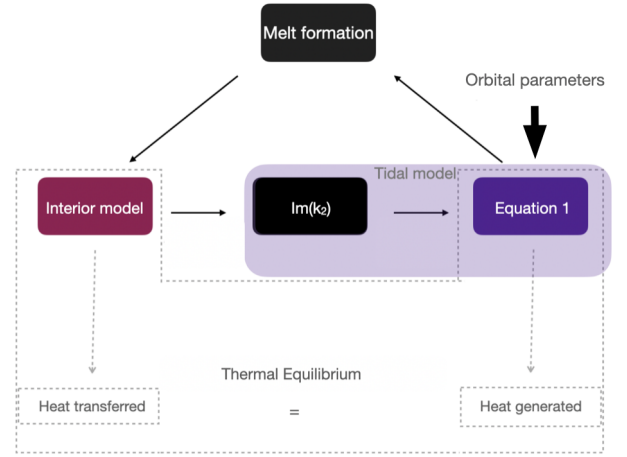 Melt formation
Orbital parameters
Tidal model
Interior model
Im(k₂)
Equation 1
Thermal Equilibrium
Heat transferred
=
Heat generated